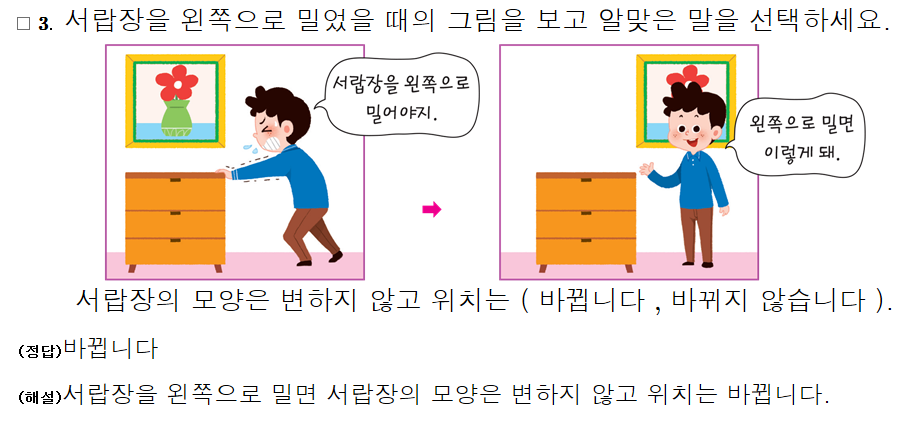 □ 3. 서랍장을 왼쪽으로 밀었을 때의 그림을 보고 알맞은 말을 선택하세요.
서랍장을 왼쪽으로
밀어야지.
왼쪽으로 밀면
이렇게 돼.
서랍장의 모양은 변하지 않고 위치는 ( 바뀝니다 , 바뀌지 않습니다 ).
(정답)바뀝니다
(해설)서랍장을 왼쪽으로 밀면 서랍장의 모양은 변하지 않고 위치는 바뀝니다.